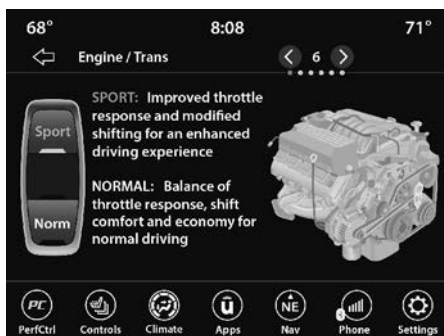 68°
8:08
71°
Engine / Trans
6
SPORT: Improved throttle
response and modified
shifting for an enhanced
driving experience
Sport
NORMAL: Balance of
throttle response, shift
comfort and economy for
normal driving
Norm
PC
ū
NE
PerfCtrl
Controls
Climate
Apps
Nav
Phone
Settings